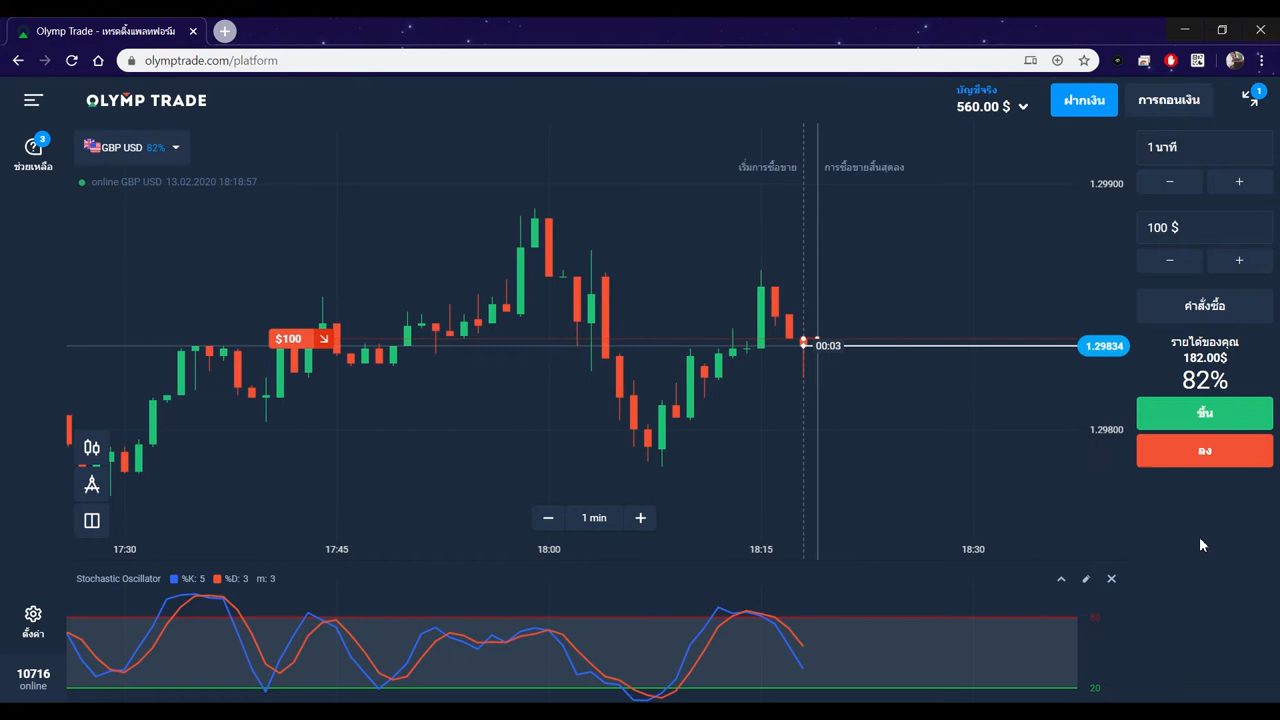 Olymp Trade - เทรดดิ้งแพลทฟอร์ม
olymptrade.com/platform
OLYMP TRADE
บัญชีจริง
560.00 $
ฝากเงิน
การถอนเงิน
1
3
ช่วยเหลือ
GBP USD 82%
online GBP USD 13.02.2020 18:18:57
เริ่มการซื้อขาย
การซื้อขายสิ้นสุดลง
1.29900
1 นาที
100 $
คำสั่งซื้อ
$100
00:03
1.29834
รายได้ของคุณ
182.00$
82%
ขึ้น
1.29800
ลง
1 min
17:30
17:45
18:00
18:15
18:30
Stochastic Oscillator %K: 5 %D: 3 m: 3
80
20
ตั้งค่า
10716
online